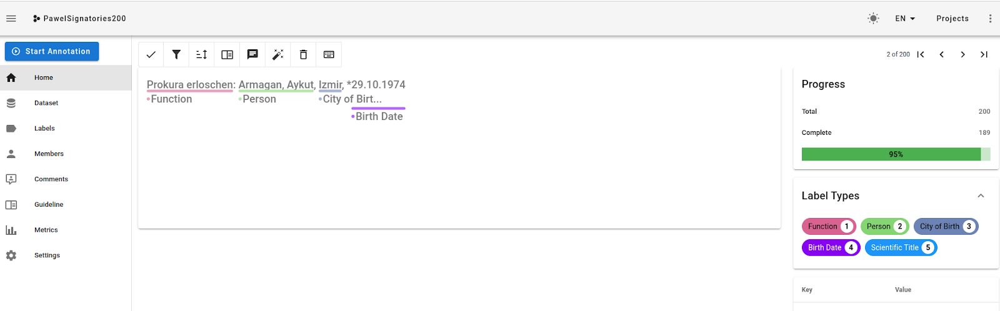 PawelSignatories200
EN
Projects
Start Annotation
Home
Dataset
Labels
Members
Comments
Guideline
Metrics
Settings
2 of 200
Prokura erloschen: Armagan, Aykut, Izmir, *29.10.1974
•Function •Person •City of Birt...
•Birth Date
Progress
Total 200
Complete 189
95%
Label Types
Function 1 Person 2 City of Birth 3
Birth Date 4 Scientific Title 5
Key Value